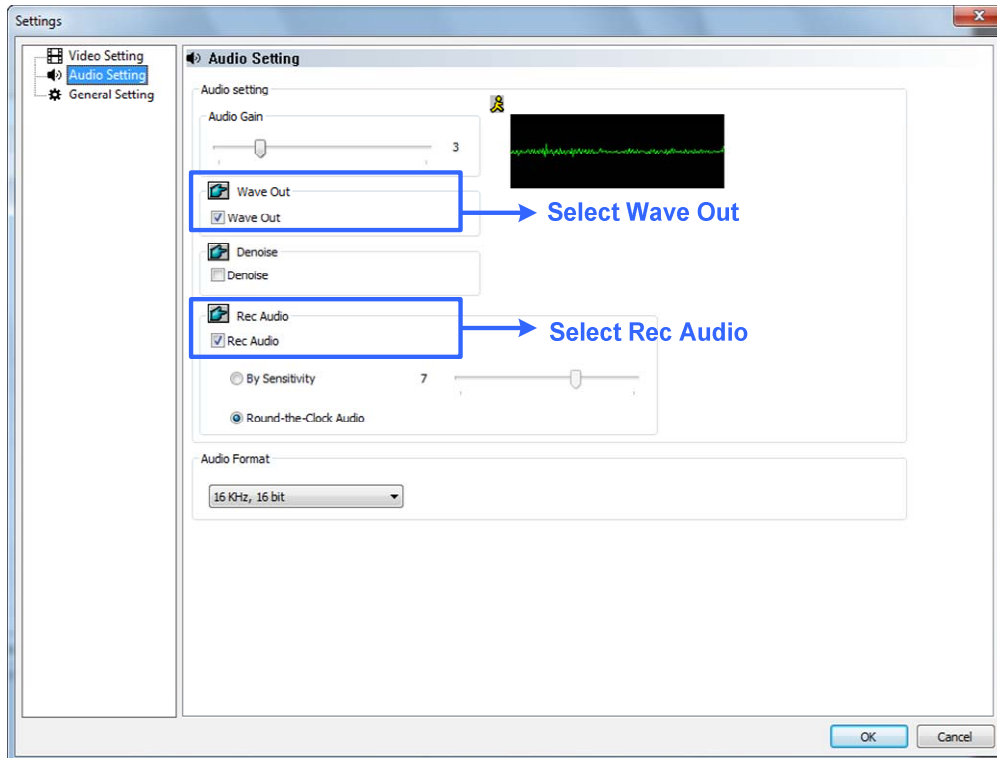 Settings
Video Setting
Audio Setting
General Setting
Audio Setting
Audio setting
Audio Gain
3
Wave Out
Wave Out
Select Wave Out
Denoise
Denoise
Rec Audio
Rec Audio
Select Rec Audio
By Sensitivity 7
Round-the-Clock Audio
Audio Format
16 KHz, 16 bit
OK Cancel